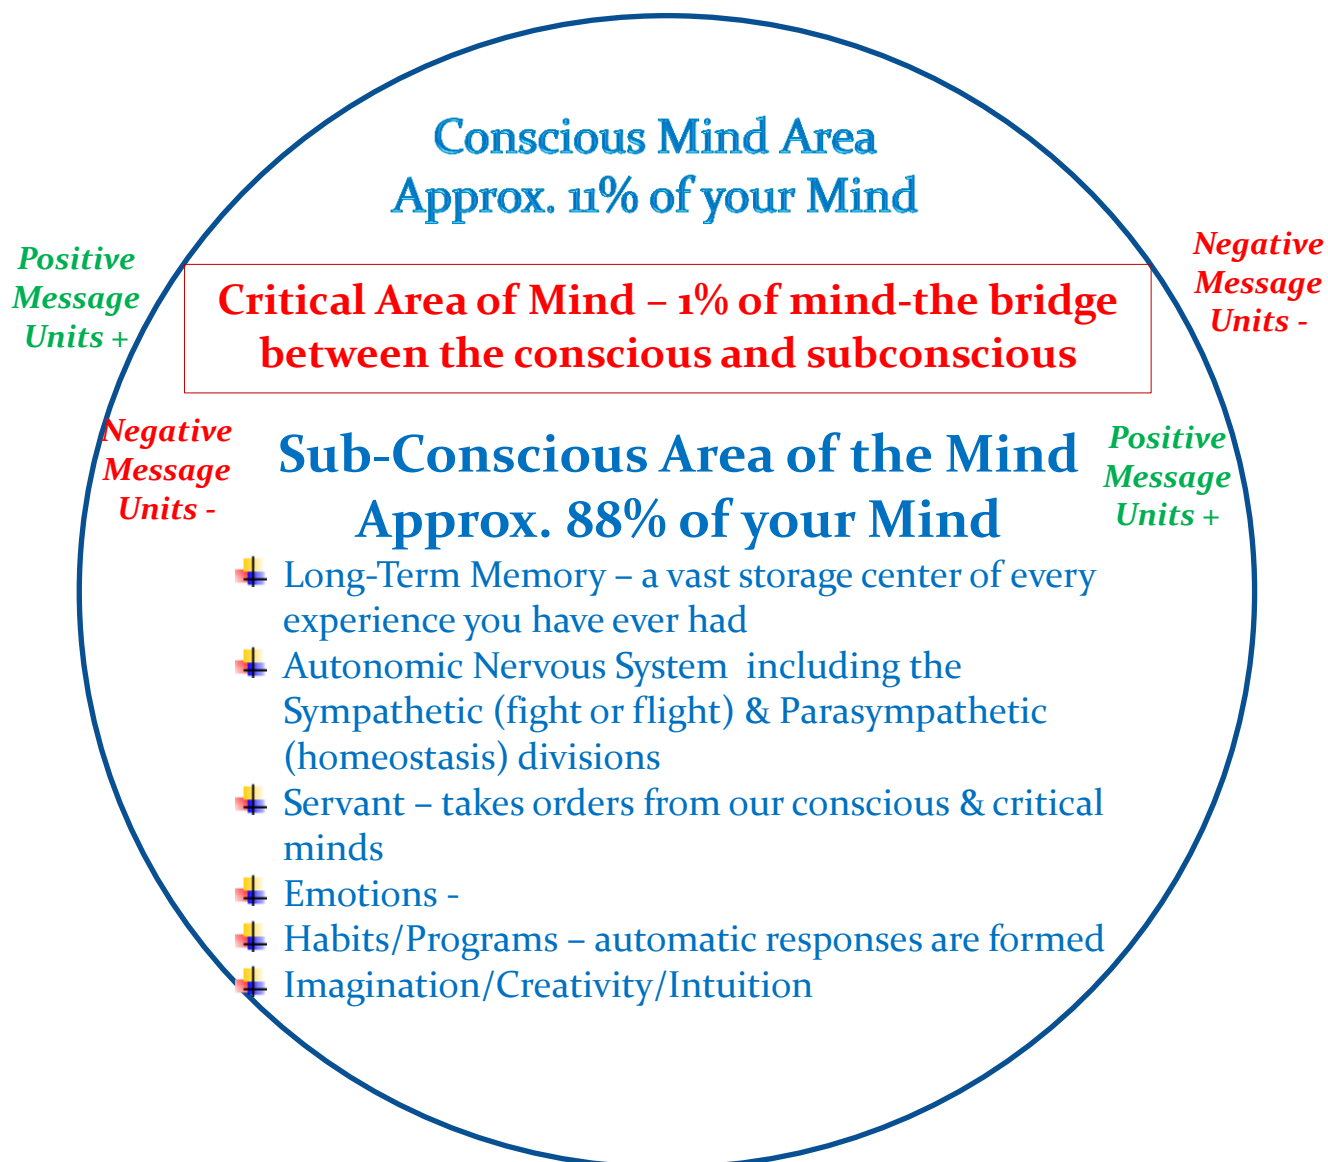 Conscious Mind Area
Approx. 11% of your Mind
Positive
Message
Units +
Negative
Message
Units -
Critical Area of Mind – 1% of mind-the bridge
between the conscious and subconscious
Negative
Message
Units -
Sub-Conscious Area of the Mind
Approx. 88% of your Mind
Positive
Message
Units +
Long-Term Memory – a vast storage center of every
experience you have ever had
Autonomic Nervous System  including the
Sympathetic (fight or flight) & Parasympathetic
(homeostasis) divisions
Servant – takes orders from our conscious & critical
minds
Emotions -
Habits/Programs – automatic responses are formed
Imagination/Creativity/Intuition